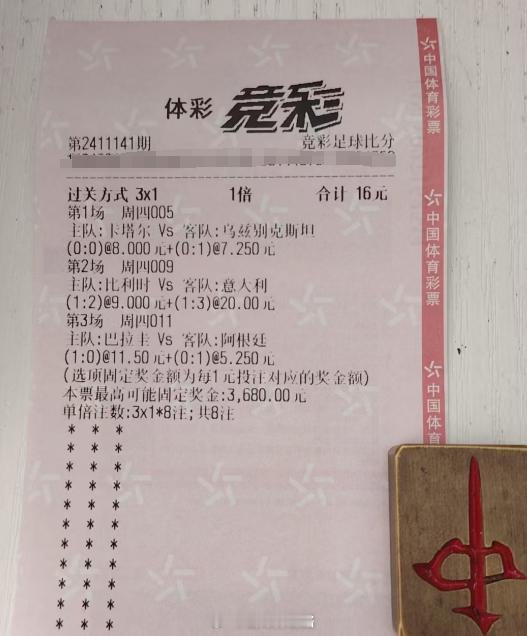 体彩 竞彩
第2411141期 竞彩足球比分
过关方式 3x1 1倍 合计 16元
第1场 周四005
主队:卡塔尔 Vs 客队:乌兹别克斯坦
(0:0)@8.000元+(0:1)@7.250元
第2场 周四009
主队:比利时 Vs 客队:意大利
(1:2)@9.000元+(1:3)@20.00元
第3场 周四011
主队:巴拉圭 Vs 客队:阿根廷
(1:0)@11.50元+(0:1)@5.250元
(选项固定奖金额为每1元投注对应的奖金额)
本票最高可能固定奖金:3,680.00元
单倍注数:3x1*8注;共8注
* * *
* * *
* * *
* * *
* * *
* * *
* * *
* * *
* * *
* * *
* * *
中国体育彩票
中国体育彩票
中国体育
中